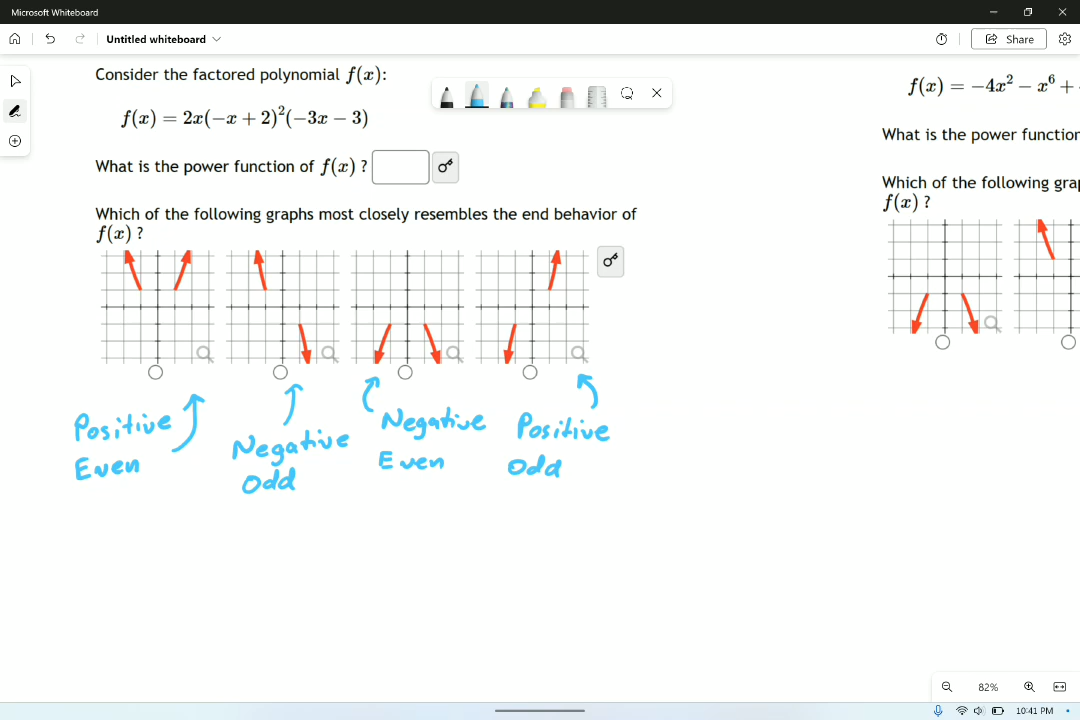 Microsoft Whiteboard
Untitled whiteboard
Share
Consider the factored polynomial f(x):
f(x) = 2x(−x + 2)²(−3x − 3)
What is the power function of f(x) ?
Which of the following graphs most closely resembles the end behavior of
f(x) ?
Positive
Even
Negative
Odd
Negative
Even
Positive
Odd
f(x) = −4x² − x⁶ +
What is the power function
Which of the following gra
f(x) ?
82%
10:41 PM